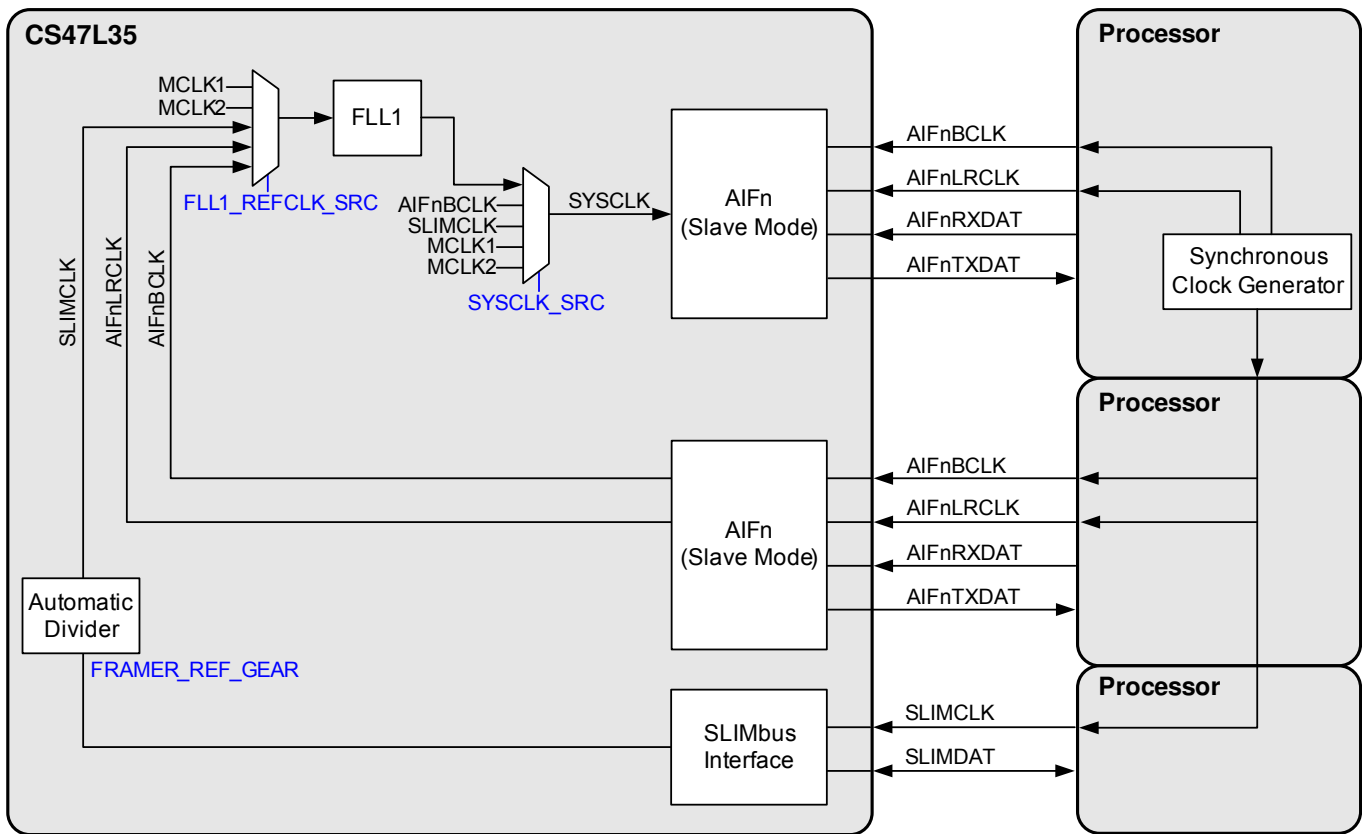 CS47L35
Processor
MCLK1
MCLK2
FLL1
FLL1_REFCLK_SRC
AIFnBCLK
SLIMCLK
MCLK1
MCLK2
SYSCLK
SYSCLK_SRC
AIFn
(Slave Mode)
AIFnBCLK
AIFnLRCLK
AIFnRXDAT
AIFnTXDAT
Synchronous
Clock Generator
SLIMCLK
AIFnLRCLK
AIFnBCLK
Processor
AIFn
(Slave Mode)
AIFnBCLK
AIFnLRCLK
AIFnRXDAT
AIFnTXDAT
Automatic
Divider
FRAMER_REF_GEAR
Processor
SLIMbus
Interface
SLIMCLK
SLIMDAT